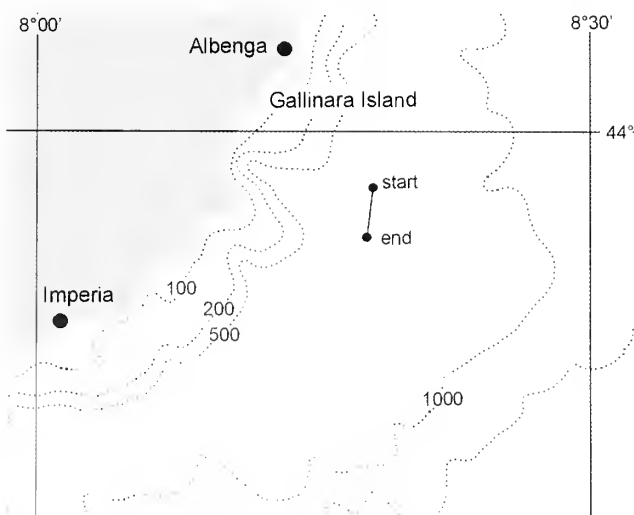 8°00'
8°30'
Albenga
Gallinara Island
44°
start
end
Imperia
100
200
500
1000